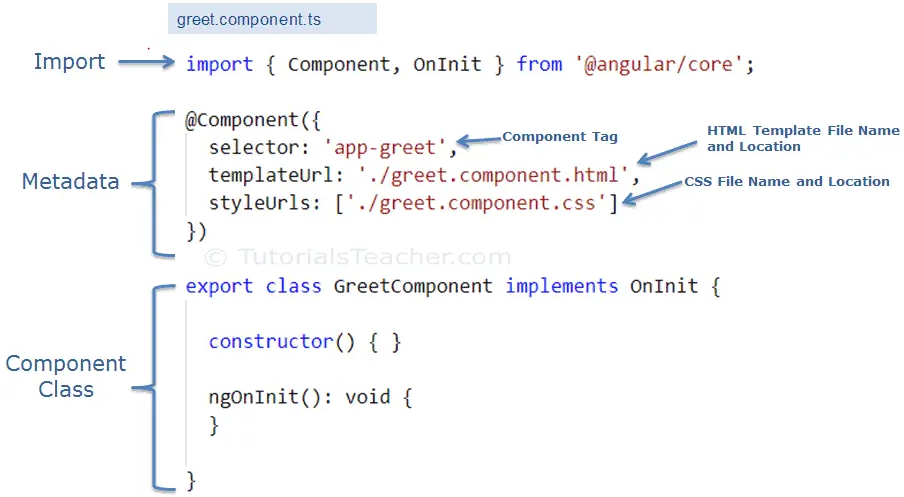 greet.component.ts
Import
import { Component, OnInit } from '@angular/core';
@Component({
selector: 'app-greet',
Component Tag
HTML Template File Name
and Location
templateUrl: './greet.component.html',
Metadata
CSS File Name and Location
styleUrls: ['./greet.component.css']
})
© TutorialsTeacher.com
export class GreetComponent implements OnInit {
constructor() { }
Component
Class
ngOnInit(): void {
}
}